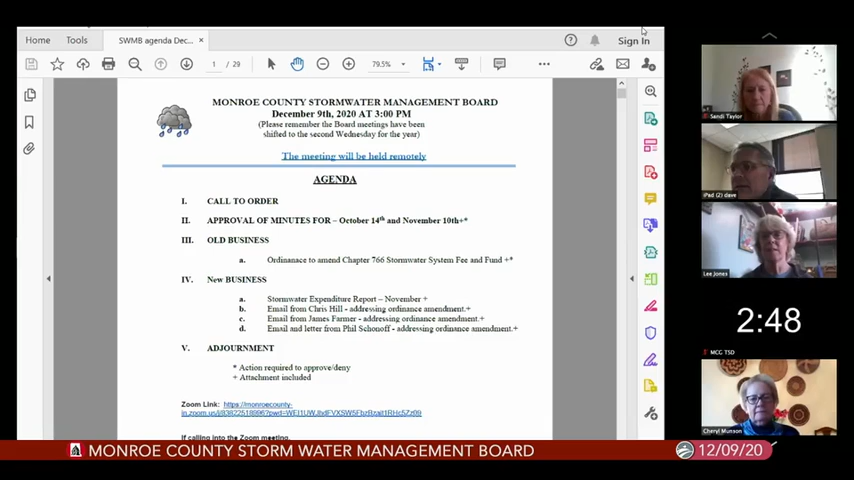 Home
Tools
SWMB agenda Dec...
×
Sign In
1 / 29
79.5%
MONROE COUNTY STORMWATER MANAGEMENT BOARD
December 9th, 2020 AT 3:00 PM
(Please remember the Board meetings have been
shifted to the second Wednesday for the year)
The meeting will be held remotely
AGENDA
I. CALL TO ORDER
II. APPROVAL OF MINUTES FOR – October 14th and November 10th+*
III. OLD BUSINESS
a. Ordinanace to amend Chapter 766 Stormwater System Fee and Fund +*
IV. New BUSINESS
a. Stormwater Expenditure Report – November +
b. Email from Chris Hill - addressing ordinance amendment.+
c. Email from James Farmer - addressing ordinance amendment.+
d. Email and letter from Phil Schonoff - addressing ordinance amendment.+
V. ADJOURNMENT
* Action required to approve/deny
+ Attachment included
Zoom Link: https://monroecounty-
If calling into the Zoom meeting.
Sandi Taylor
iPad (2) dave
Lee Jones
2:48
MCG TSD
Cheryl Munson
MONROE COUNTY STORM WATER MANAGEMENT BOARD
12/09/20